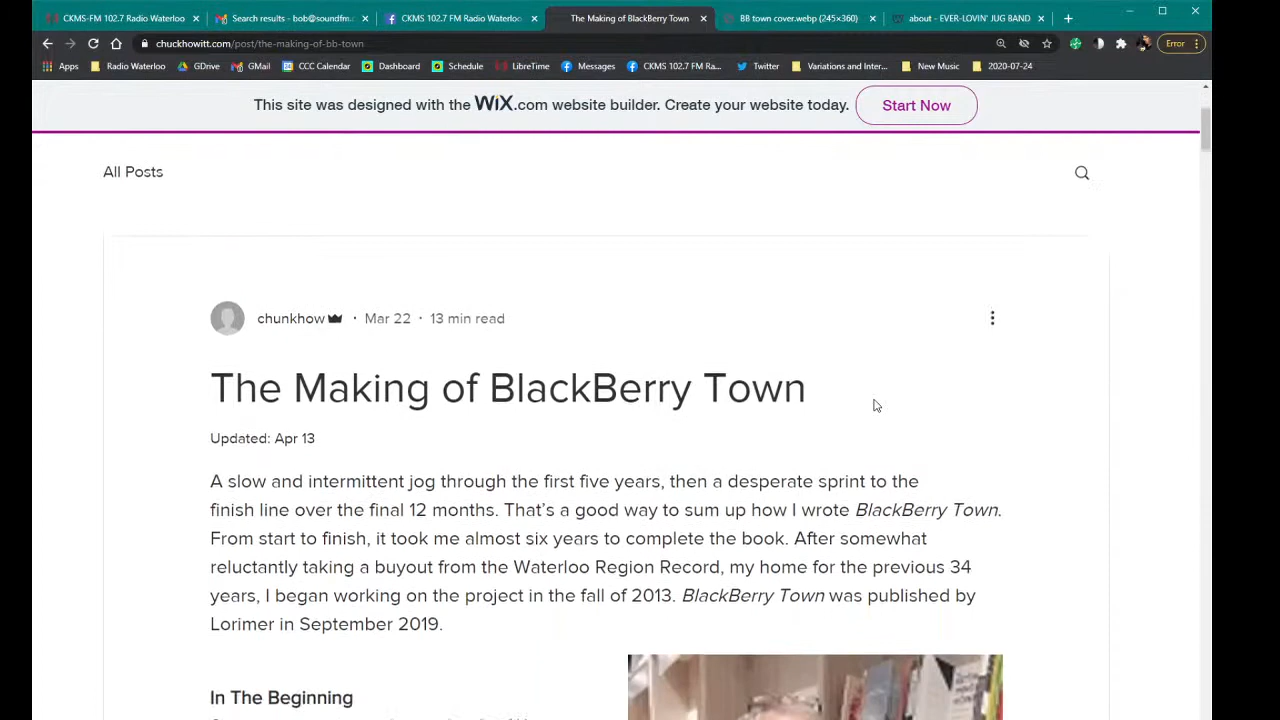 CKMS-FM 102.7 Radio Waterloo × Search results - bob@soundfm.c × CKMS 102.7-FM Radio Waterloo × The Making of BlackBerry Town × BB town cover.webp (245×360) × about - EVER-LOVIN' JUG BAND × +
chuckhowitt.com/post/the-making-of-bb-town Error
Apps Radio Waterloo GDrive GMail CCC Calendar Dashboard Schedule LibreTime Messages CKMS 102.7 FM Ra... Twitter Variations and Inter... New Music 2020-07-24
This site was designed with the WiX.com website builder. Create your website today. Start Now
All Posts
chunkhow · Mar 22 · 13 min read
The Making of BlackBerry Town
Updated: Apr 13
A slow and intermittent jog through the first five years, then a desperate sprint to the
finish line over the final 12 months. That’s a good way to sum up how I wrote BlackBerry Town.
From start to finish, it took me almost six years to complete the book. After somewhat
reluctantly taking a buyout from the Waterloo Region Record, my home for the previous 34
years, I began working on the project in the fall of 2013. BlackBerry Town was published by
Lorimer in September 2019.
In The Beginning